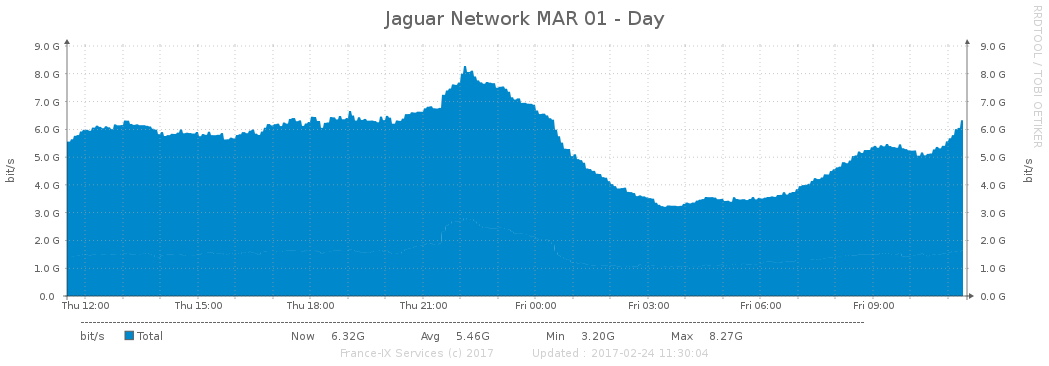 Jaguar Network MAR 01 - Day
RRDTOOL / TOBI OETIKER
9.0 G 9.0 G
8.0 G 8.0 G
7.0 G 7.0 G
6.0 G 6.0 G
5.0 G 5.0 G
4.0 G 4.0 G
3.0 G 3.0 G
2.0 G 2.0 G
1.0 G 1.0 G
0.0 0.0 G
bit/s
bit/s
Thu 12:00 Thu 15:00 Thu 18:00 Thu 21:00 Fri 00:00 Fri 03:00 Fri 06:00 Fri 09:00
bit/s Total Now 6.32G Avg 5.46G Min 3.20G Max 8.27G
France-IX Services (c) 2017 Updated : 2017-02-24 11:30:04